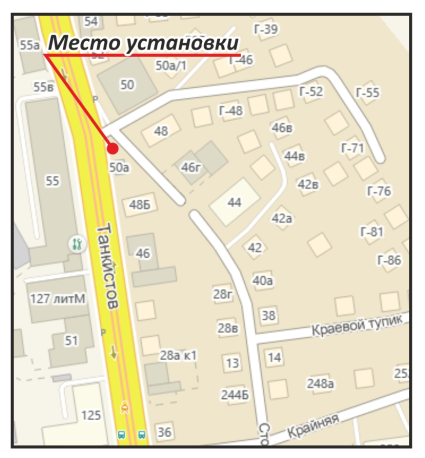 54
Г-39
55а
52
Место установки
50а/1
Г-46
50
55в
Р
Г-52
Г-55
Г-48
48
46в
Г-71
50а
46г
44в
55
42в
Г-76
48Б
44
42а
Г-81
Танкистов
46
42
Г-86
40а
127 литМ
28г
38
Р
28в
Краевой тупик
51
28а к1
13
14
244Б
248а
125
Крайняя
36